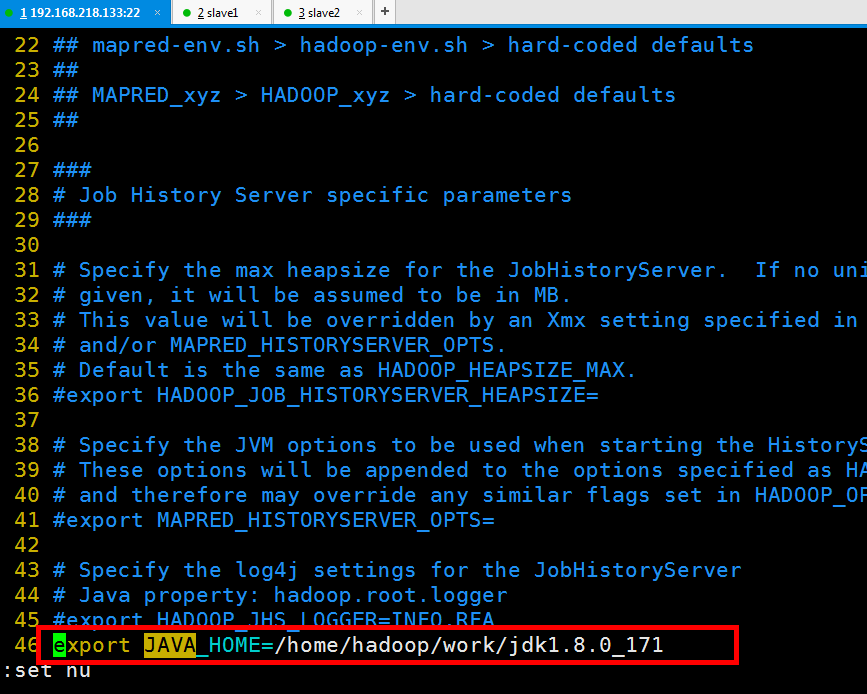 1 192.168.218.133:22 × 2 slave1 × 3 slave2 × +
22 ## mapred-env.sh > hadoop-env.sh > hard-coded defaults
23 ##
24 ## MAPRED_xyz > HADOOP_xyz > hard-coded defaults
25 ##
26
27 ###
28 # Job History Server specific parameters
29 ###
30
31 # Specify the max heapsize for the JobHistoryServer.  If no uni
32 # given, it will be assumed to be in MB.
33 # This value will be overridden by an Xmx setting specified in
34 # and/or MAPRED_HISTORYSERVER_OPTS.
35 # Default is the same as HADOOP_HEAPSIZE_MAX.
36 #export HADOOP_JOB_HISTORYSERVER_HEAPSIZE=
37
38 # Specify the JVM options to be used when starting the HistoryS
39 # These options will be appended to the options specified as HA
40 # and therefore may override any similar flags set in HADOOP_OP
41 #export MAPRED_HISTORYSERVER_OPTS=
42
43 # Specify the log4j settings for the JobHistoryServer
44 # Java property: hadoop.root.logger
45 #export HADOOP_JHS_LOGGER=INFO,RFA
46 export JAVA_HOME=/home/hadoop/work/jdk1.8.0_171
:set nu